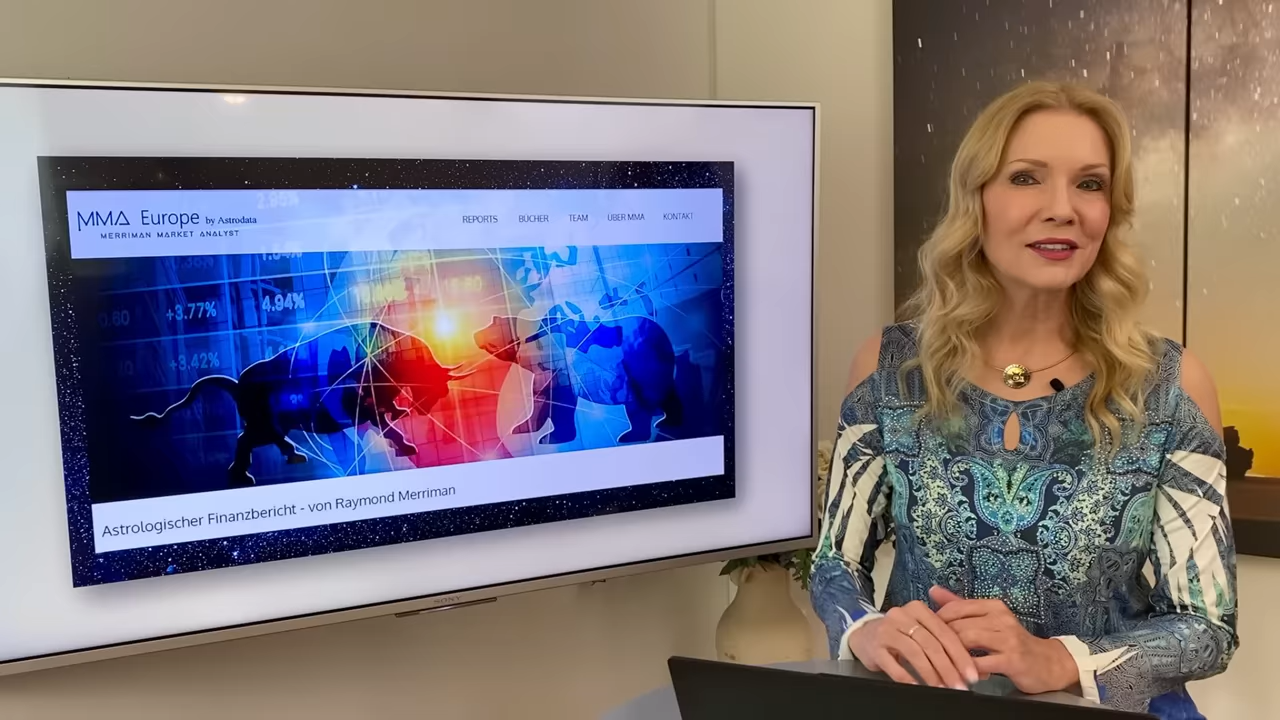 MMA Europe by Astrodata
MERRIMAN MARKET ANALYST
REPORTS BÜCHER TEAM ÜBER MMA KONTAKT
+3.77% 4.94%
+3.42%
Astrologischer Finanzbericht - von Raymond Merriman
SONY